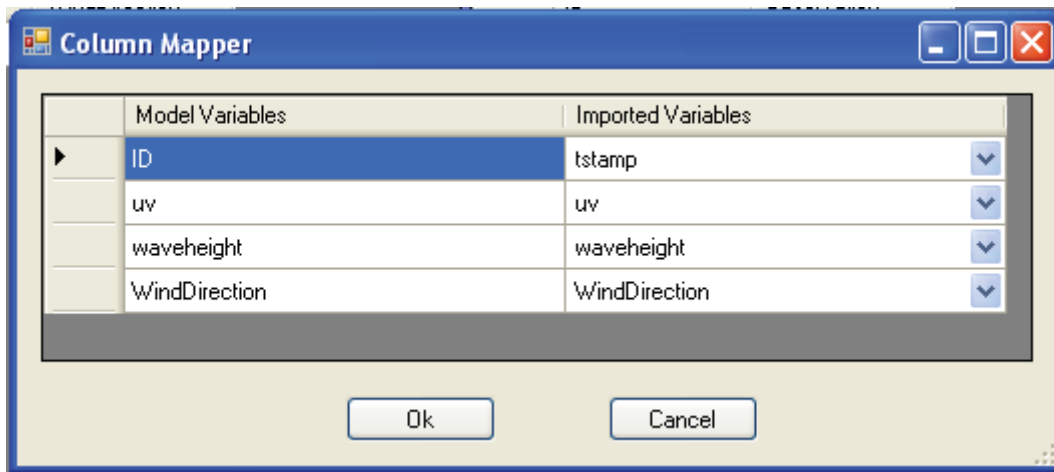 Column Mapper
Model Variables Imported Variables
ID tstamp
uv uv
waveheight waveheight
WindDirection WindDirection
Ok Cancel